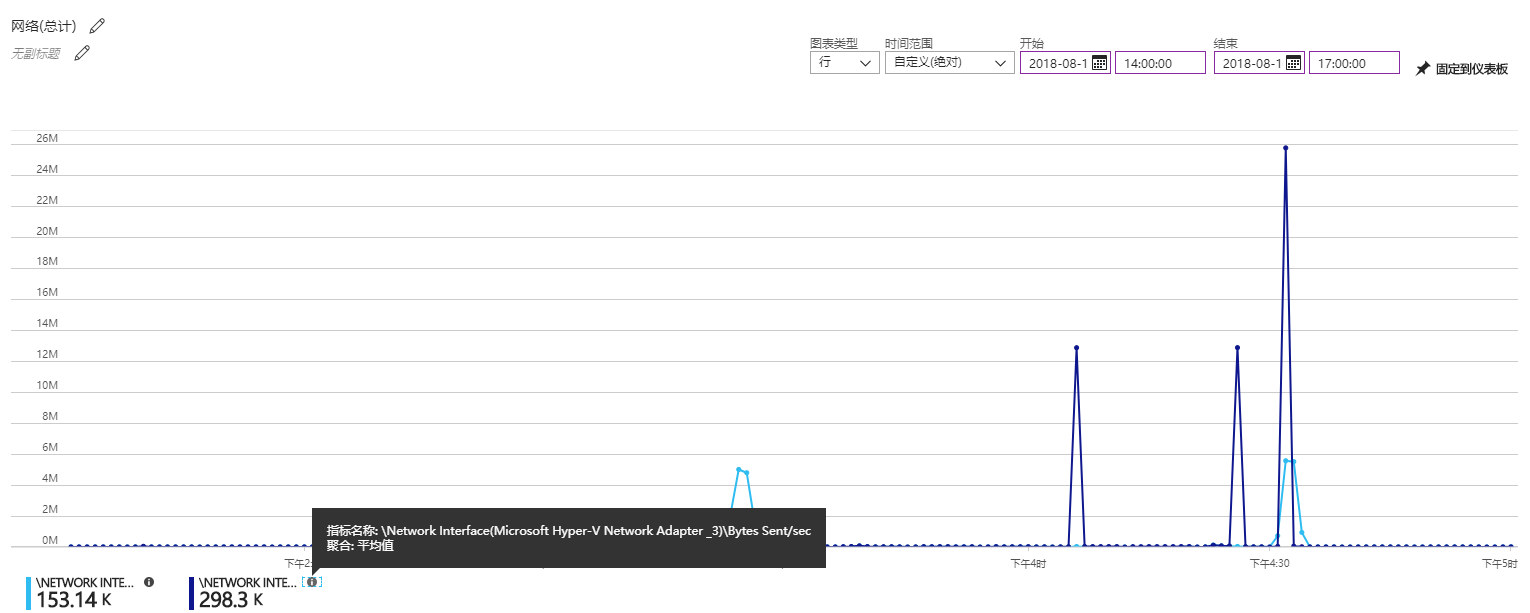 网络(总计)
无副标题
图表类型 时间范围 开始 结束
行 自定义(绝对) 2018-08-1 14:00:00 2018-08-1 17:00:00
固定到仪表板
26M
24M
22M
20M
18M
16M
14M
12M
10M
8M
6M
4M
2M
0M
指标名称: \Network Interface(Microsoft Hyper-V Network Adapter _3)\Bytes Sent/sec
聚合: 平均值
下午2: 下午4时 下午4:30 下午5时
\NETWORK INTE... \NETWORK INTE...
153.14 K 298.3 K